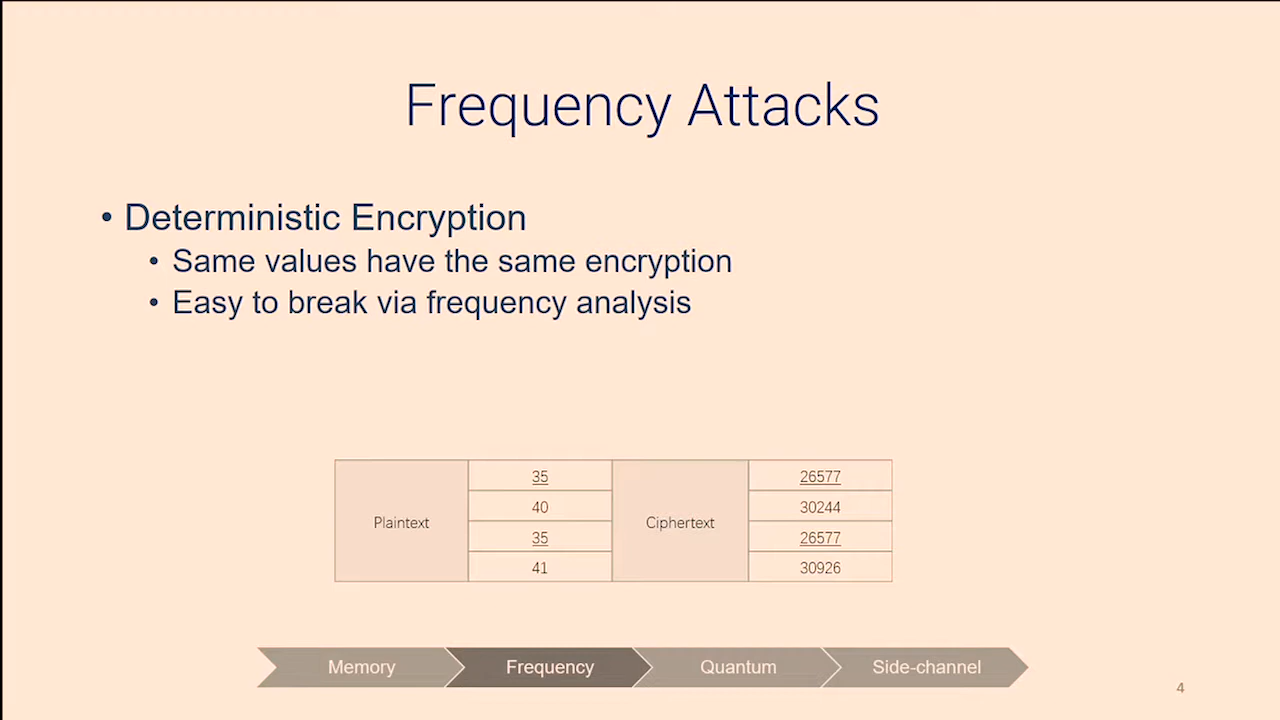 Frequency Attacks
• Deterministic Encryption
• Same values have the same encryption
• Easy to break via frequency analysis
Plaintext
35
40
35
41
Ciphertext
26577
30244
26577
30926
Memory
Frequency
Quantum
Side-channel
4